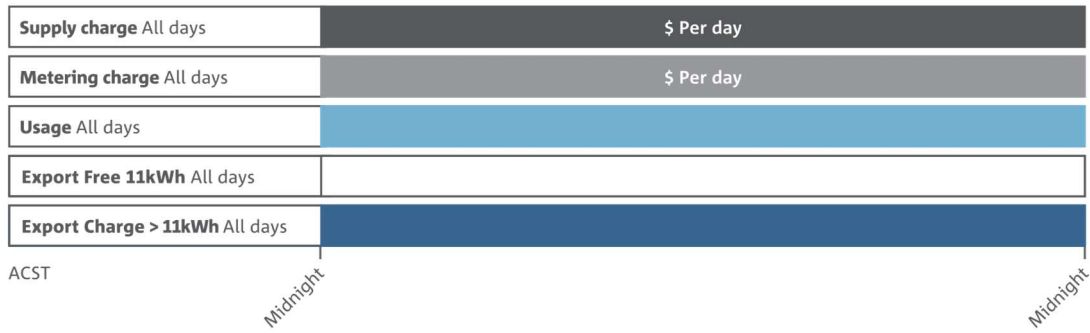 Supply charge All days $ Per day
Metering charge All days $ Per day
Usage All days
Export Free 11kWh All days
Export Charge > 11kWh All days
ACST Midnight Midnight